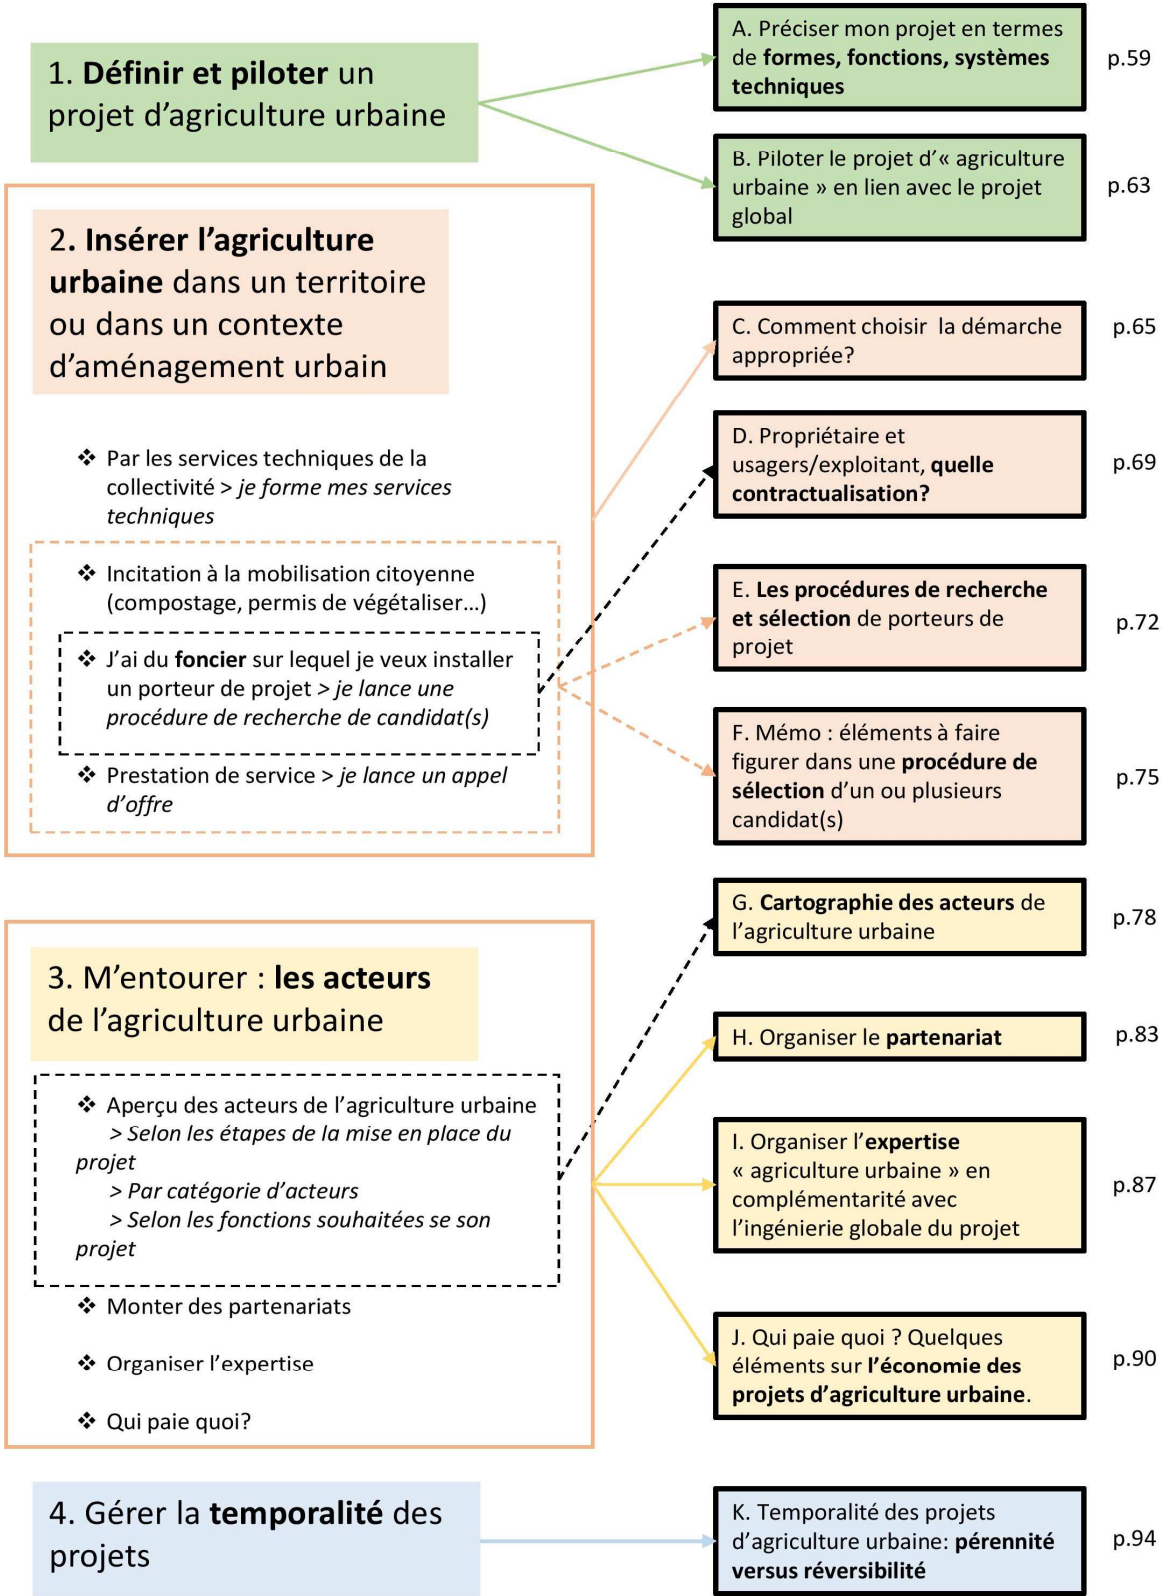 1. Définir et piloter un
projet d'agriculture urbaine
A. Préciser mon projet en termes
de formes, fonctions, systèmes
techniques
p.59
B. Piloter le projet d'« agriculture
urbaine » en lien avec le projet
global
p.63
2. Insérer l'agriculture
urbaine dans un territoire
ou dans un contexte
d'aménagement urbain
❖ Par les services techniques de la
collectivité > je forme mes services
techniques
❖ Incitation à la mobilisation citoyenne
(compostage, permis de végétaliser…)
❖ J'ai du foncier sur lequel je veux installer
un porteur de projet > je lance une
procédure de recherche de candidat(s)
❖ Prestation de service > je lance un appel
d'offre
C. Comment choisir la démarche
appropriée?
p.65
D. Propriétaire et
usagers/exploitant, quelle
contractualisation?
p.69
E. Les procédures de recherche
et sélection de porteurs de
projet
p.72
F. Mémo : éléments à faire
figurer dans une procédure de
sélection d'un ou plusieurs
candidat(s)
p.75
3. M'entourer : les acteurs
de l'agriculture urbaine
❖ Aperçu des acteurs de l'agriculture urbaine
> Selon les étapes de la mise en place du
projet
> Par catégorie d'acteurs
> Selon les fonctions souhaitées se son
projet
❖ Monter des partenariats
❖ Organiser l'expertise
❖ Qui paie quoi?
G. Cartographie des acteurs de
l'agriculture urbaine
p.78
H. Organiser le partenariat
p.83
I. Organiser l'expertise
« agriculture urbaine » en
complémentarité avec
l'ingénierie globale du projet
p.87
J. Qui paie quoi ? Quelques
éléments sur l'économie des
projets d'agriculture urbaine.
p.90
4. Gérer la temporalité des
projets
K. Temporalité des projets
d'agriculture urbaine: pérennité
versus réversibilité
p.94